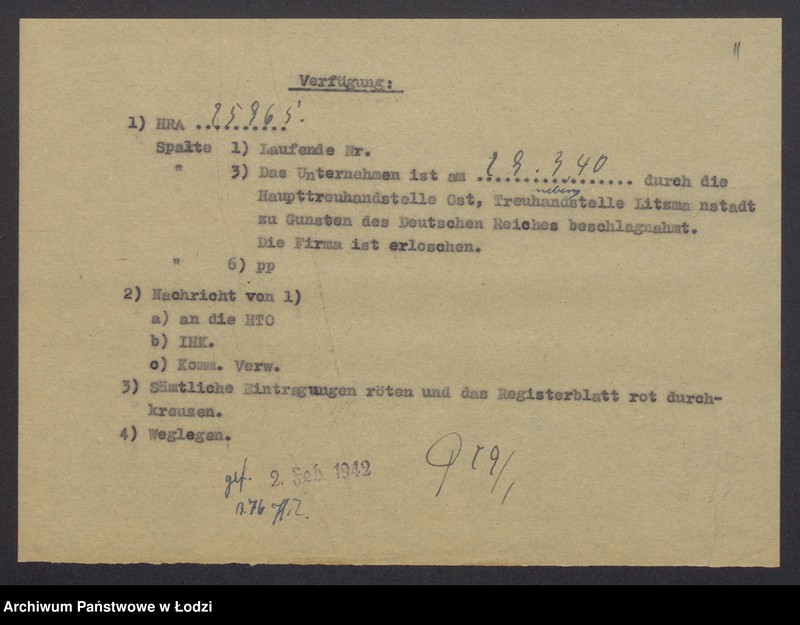 11
Verfügung:
1) HRA 25965.
Spalte 1) Laufende Nr.
" 3) Das Unternehmen ist am 29.3 40 durch die
neben
Haupttreuhandstelle Ost, Treuhandstelle Litzma nstadt
zu Gunsten des Deutschen Reiches beschlagnahmt.
Die Firma ist erloschen.
" 6) pp
2) Nachricht von 1)
a) an die HTO
b) IHK.
c) Komm. Verw.
3) Sämtliche Eintragungen röten und das Registerblatt rot durch-
kreuzen.
4) Weglegen.
gef. 2. Feb 1942
Archiwum Państwowe w Łodzi